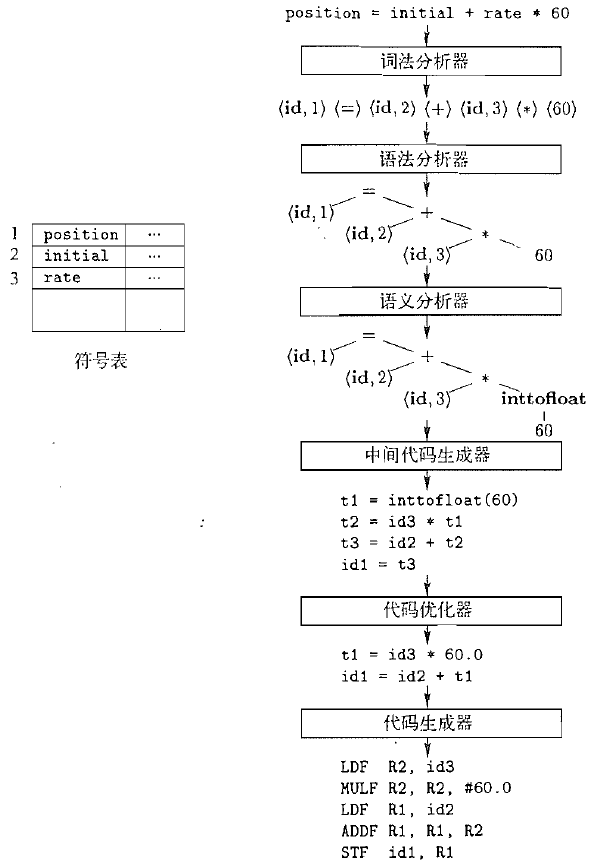 position = initial + rate * 60
词法分析器
⟨id, 1⟩ ⟨=⟩ ⟨id, 2⟩ ⟨+⟩ ⟨id, 3⟩ ⟨*⟩ ⟨60⟩
语法分析器
=
⟨id, 1⟩ +
⟨id, 2⟩ *
⟨id, 3⟩ 60
语义分析器
=
⟨id, 1⟩ +
⟨id, 2⟩ *
⟨id, 3⟩ inttofloat
60
中间代码生成器
t1 = inttofloat(60)
t2 = id3 * t1
t3 = id2 + t2
id1 = t3
代码优化器
t1 = id3 * 60.0
id1 = id2 + t1
代码生成器
LDF R2, id3
MULF R2, R2, #60.0
LDF R1, id2
ADDF R1, R1, R2
STF id1, R1
1 position ...
2 initial ...
3 rate ...
符号表